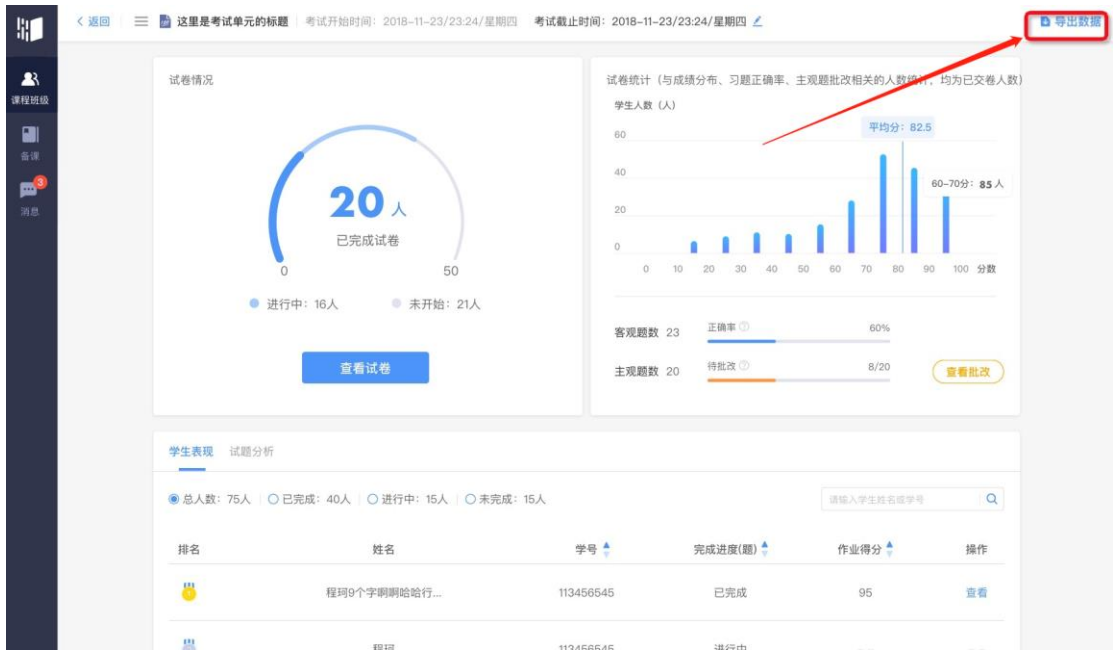 返回
这里是考试单元的标题
考试开始时间：2018-11-23/23:24/星期四
考试截止时间：2018-11-23/23:24/星期四
导出数据
课程班级
备课
3
消息
试卷情况
20人
已完成试卷
0
50
进行中：16人
未开始：21人
查看试卷
试卷统计（与成绩分布、习题正确率、主观题批改相关的人数统计，均为已交卷人数）
学生人数（人）
平均分：82.5
60
40
60-70分：85人
20
0
0 10 20 30 40 50 60 70 80 90 100 分数
客观题数 23 正确率 60%
主观题数 20 待批改 8/20 查看批改
学生表现 试题分析
总人数：75人 已完成：40人 进行中：15人 未完成：15人
请输入学生姓名或学号
排名 姓名 学号 完成进度(题) 作业得分 操作
程珂9个字啊啊哈哈行... 113456545 已完成 95 查看
程珂 113456545 进行中